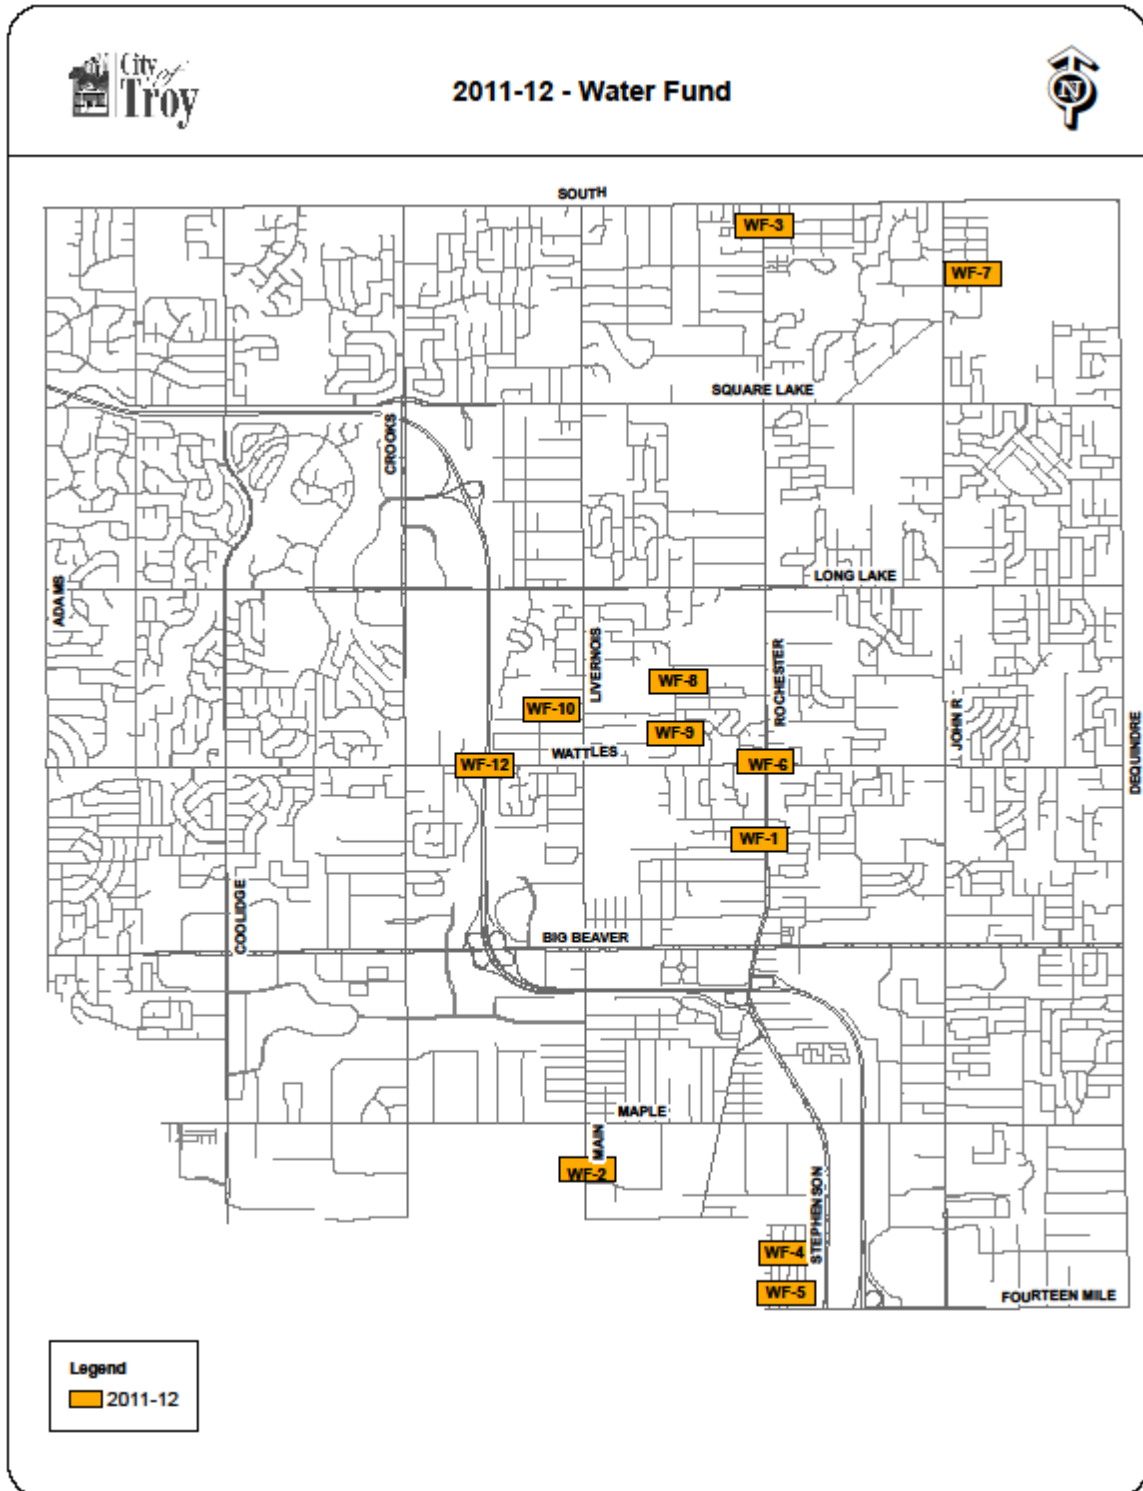 City of
Troy
2011-12 - Water Fund
N
SOUTH
WF-3
WF-7
SQUARE LAKE
CROOKS
LONG LAKE
ADAMS
LIVERNOIS
ROCHESTER
WF-8
JOHN R
WF-10
DEQUINDRE
WF-9
WATTLES
WF-12
WF-6
WF-1
COOLIDGE
BIG BEAVER
MAPLE
MAIN
WF-2
STEPHENSON
WF-4
WF-5
FOURTEEN MILE
Legend
2011-12